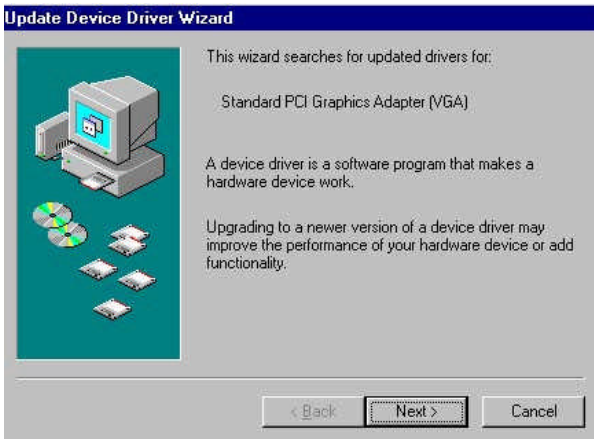 Update Device Driver Wizard
This wizard searches for updated drivers for:
Standard PCI Graphics Adapter (VGA)
A device driver is a software program that makes a
hardware device work.
Upgrading to a newer version of a device driver may
improve the performance of your hardware device or add
functionality.
< Back
Next >
Cancel